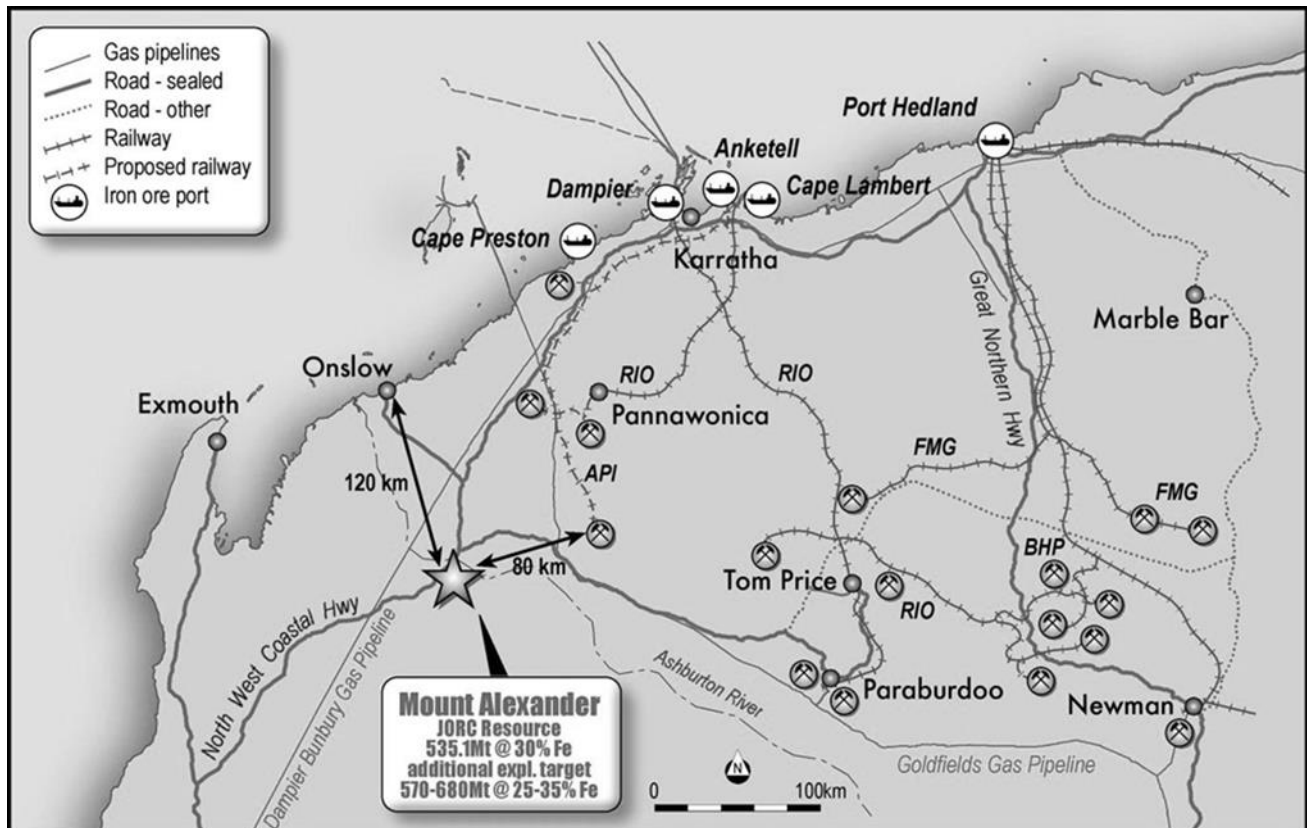 Gas pipelines
Road - sealed
Road - other
Railway
Proposed railway
Iron ore port
Port Hedland
Anketell
Dampier
Cape Lambert
Cape Preston
Karratha
Marble Bar
Great Northern Hwy
Onslow
Exmouth
RIO
RIO
Pannawonica
FMG
API
120 km
FMG
80 km
BHP
Tom Price
RIO
North West Coastal Hwy
Dampier Bunbury Gas Pipeline
Ashburton River
Paraburdoo
Newman
Mount Alexander
JORC Resource
535.1Mt @ 30% Fe
additional expl. target
570-680Mt @ 25-35% Fe
Goldfields Gas Pipeline
N
0
100km